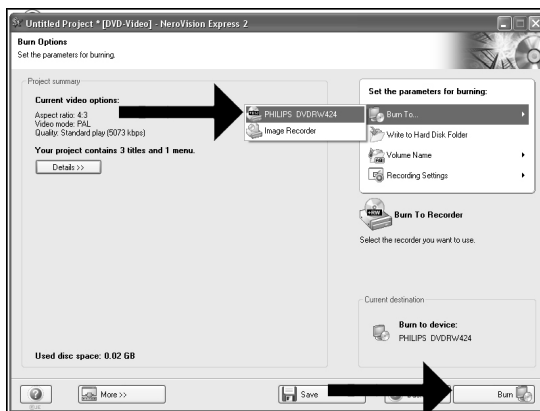 Untitled Project * [DVD-Video] - NeroVision Express 2
Burn Options
Set the parameters for burning.
Project summary
Current video options:
Aspect ratio: 4:3
Video mode: PAL
Quality: Standard play (5073 kbps)
Your project contains 3 titles and 1 menu.
Details >>
PHILIPS DVDRW424
Image Recorder
Set the parameters for burning:
Burn To...
Write to Hard Disk Folder
Volume Name
Recording Settings
Burn To Recorder
Select the recorder you want to use.
Current destination
Burn to device:
PHILIPS DVDRW424
Used disc space: 0.02 GB
More >>
Save
Burn